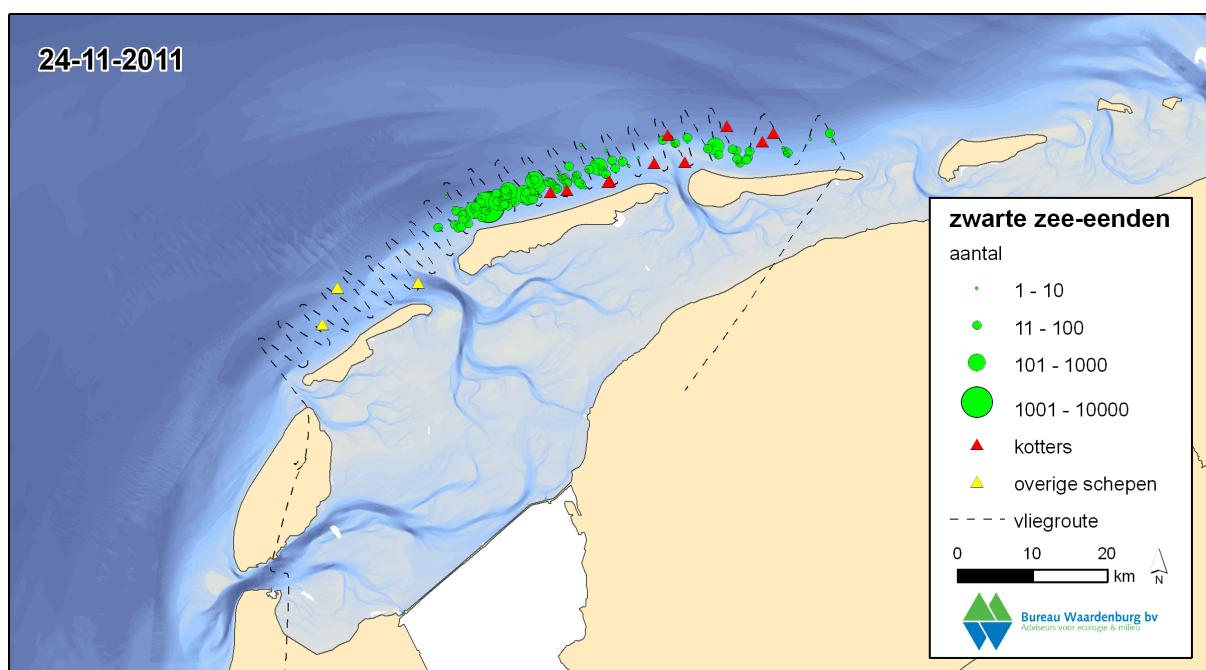 24-11-2011
zwarte zee-eenden
aantal
1 - 10
11 - 100
101 - 1000
1001 - 10000
kotters
overige schepen
vliegroute
0 10 20
km
N
Bureau Waardenburg bv
Adviseurs voor ecologie & milieu